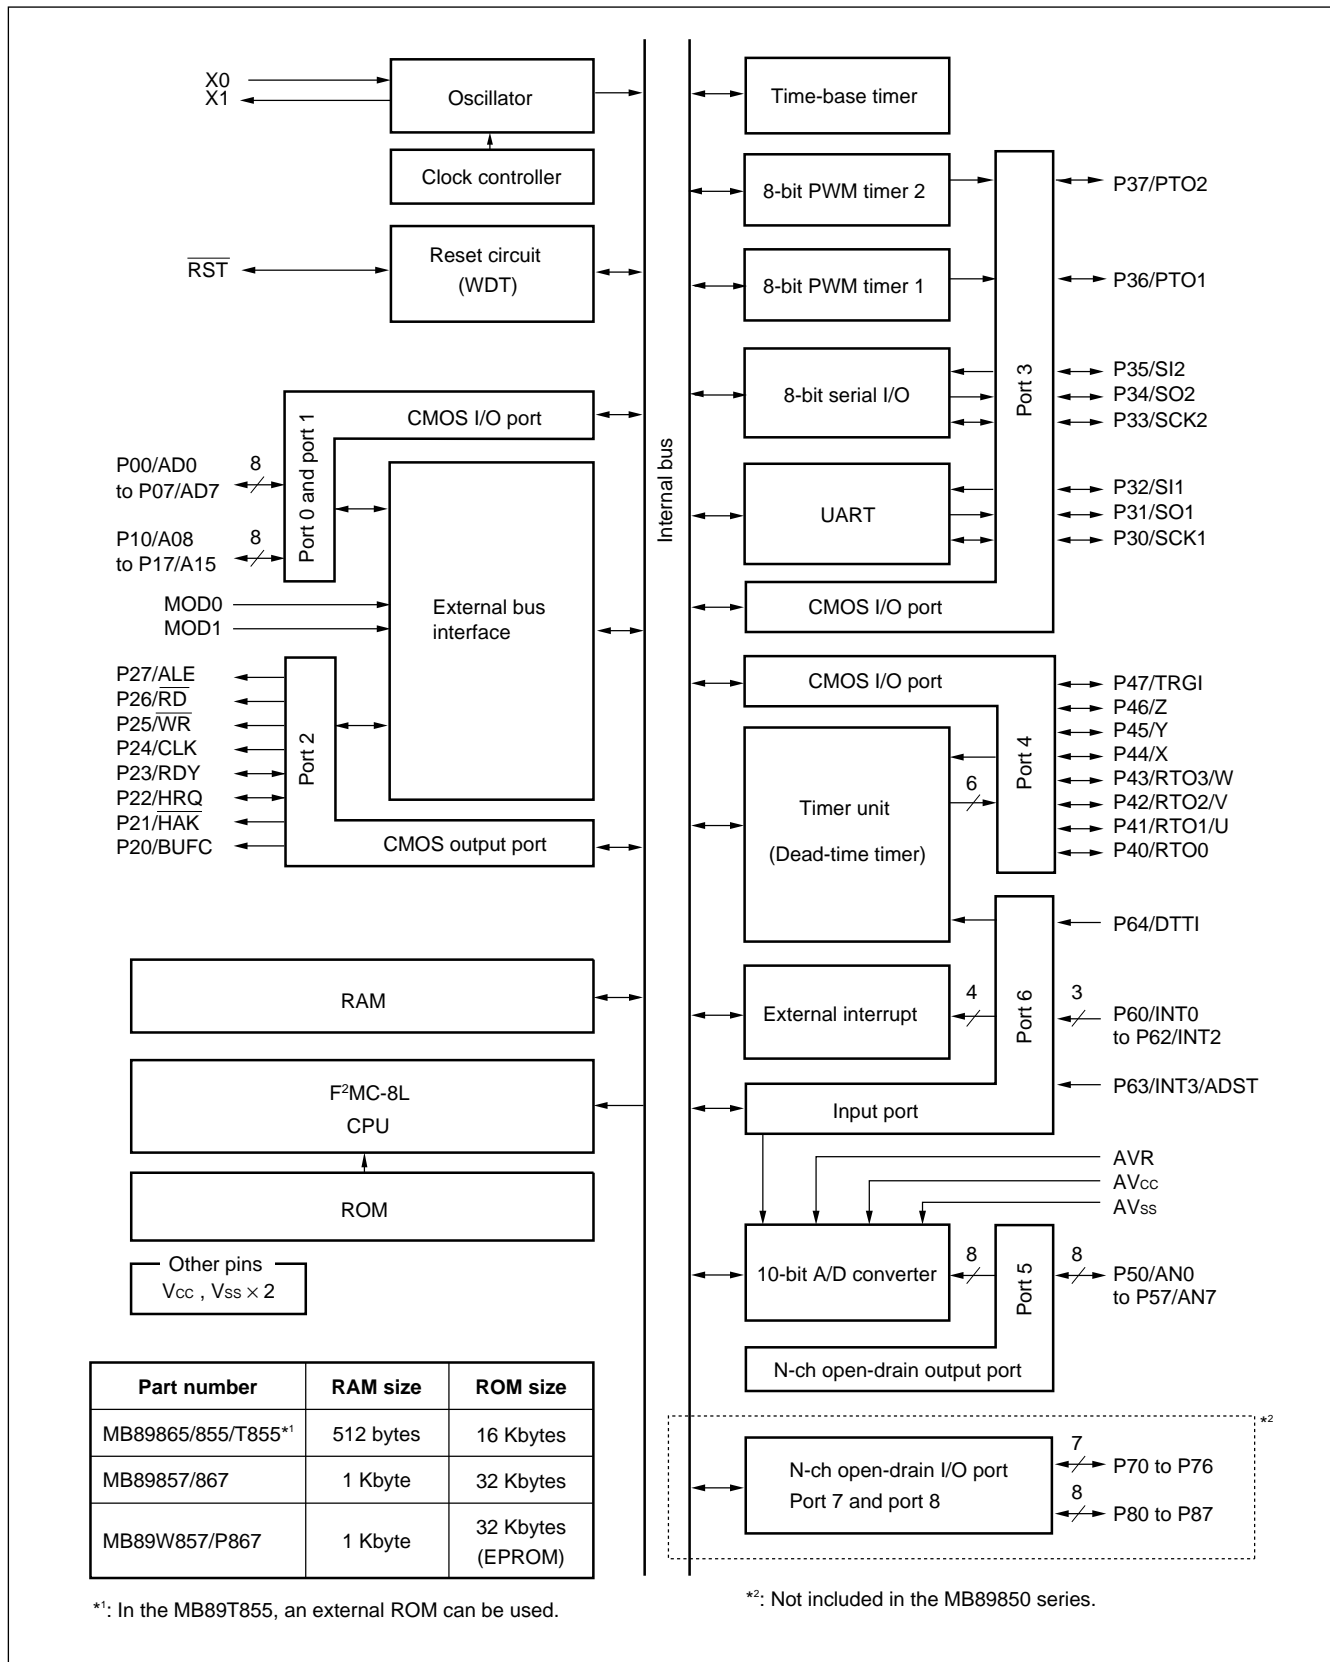 X0
X1
Oscillator
Clock controller
RST
Reset circuit
(WDT)
CMOS I/O port
Port 0 and port 1
P00/AD0
to P07/AD7
8
P10/A08
to P17/A15
8
MOD0
MOD1
External bus
interface
P27/ALE
P26/RD
P25/WR
P24/CLK
P23/RDY
P22/HRQ
P21/HAK
P20/BUFC
Port 2
CMOS output port
RAM
F²MC-8L
CPU
ROM
Other pins
VCC , VSS × 2
Internal bus
Time-base timer
8-bit PWM timer 2
8-bit PWM timer 1
8-bit serial I/O
UART
CMOS I/O port
Port 3
P37/PTO2
P36/PTO1
P35/SI2
P34/SO2
P33/SCK2
P32/SI1
P31/SO1
P30/SCK1
CMOS I/O port
Port 4
Timer unit
(Dead-time timer)
6
P47/TRGI
P46/Z
P45/Y
P44/X
P43/RTO3/W
P42/RTO2/V
P41/RTO1/U
P40/RTO0
External interrupt
4
Port 6
Input port
P64/DTTI
3
P60/INT0
to P62/INT2
P63/INT3/ADST
AVR
AVCC
AVSS
10-bit A/D converter
8
Port 5
8
P50/AN0
to P57/AN7
N-ch open-drain output port
*2
N-ch open-drain I/O port
Port 7 and port 8
7
P70 to P76
8
P80 to P87
Part number RAM size ROM size
MB89865/855/T855*1 512 bytes 16 Kbytes
MB89857/867 1 Kbyte 32 Kbytes
MB89W857/P867 1 Kbyte 32 Kbytes
(EPROM)
*1: In the MB89T855, an external ROM can be used.
*2: Not included in the MB89850 series.